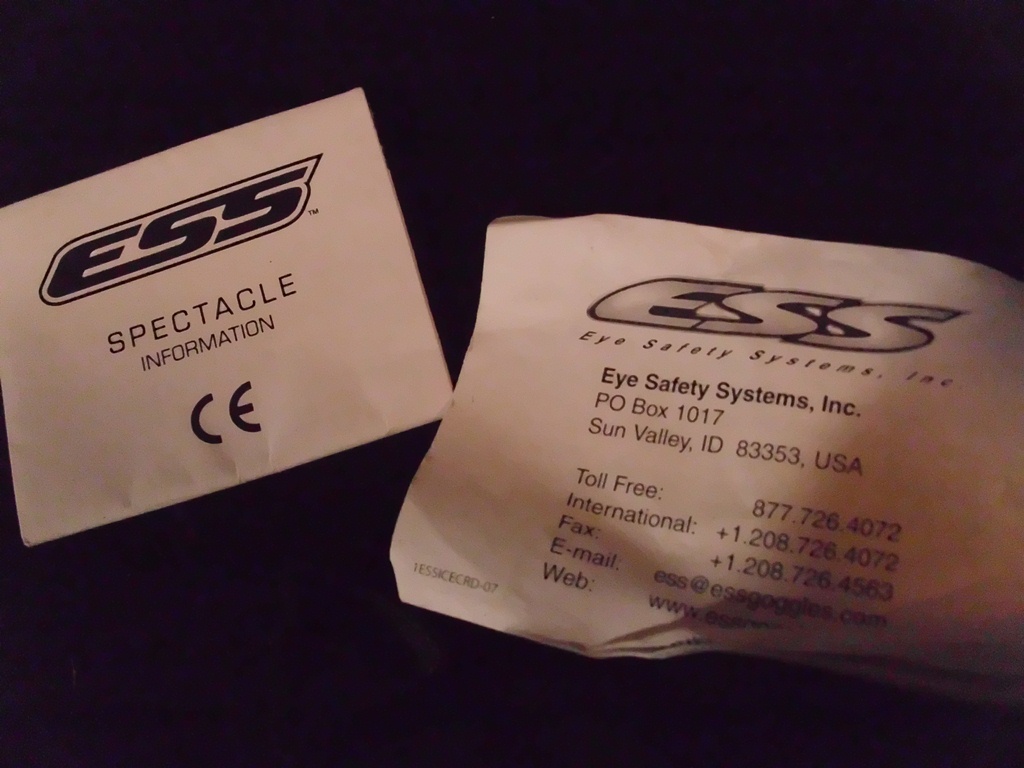 ESS™
SPECTACLE
INFORMATION
CE
ESS
Eye Safety Systems, Inc.
Eye Safety Systems, Inc.
PO Box 1017
Sun Valley, ID 83353, USA
Toll Free: 877.726.4072
International: +1.208.726.4072
Fax: +1.208.726.4563
E-mail: ess@essgoggles.com
Web:
1ESSICECRD-07